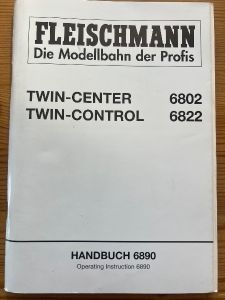 FLEISCHMANN
Die Modellbahn der Profis
TWIN-CENTER 6802
TWIN-CONTROL 6822
HANDBUCH 6890
Operating Instruction 6890